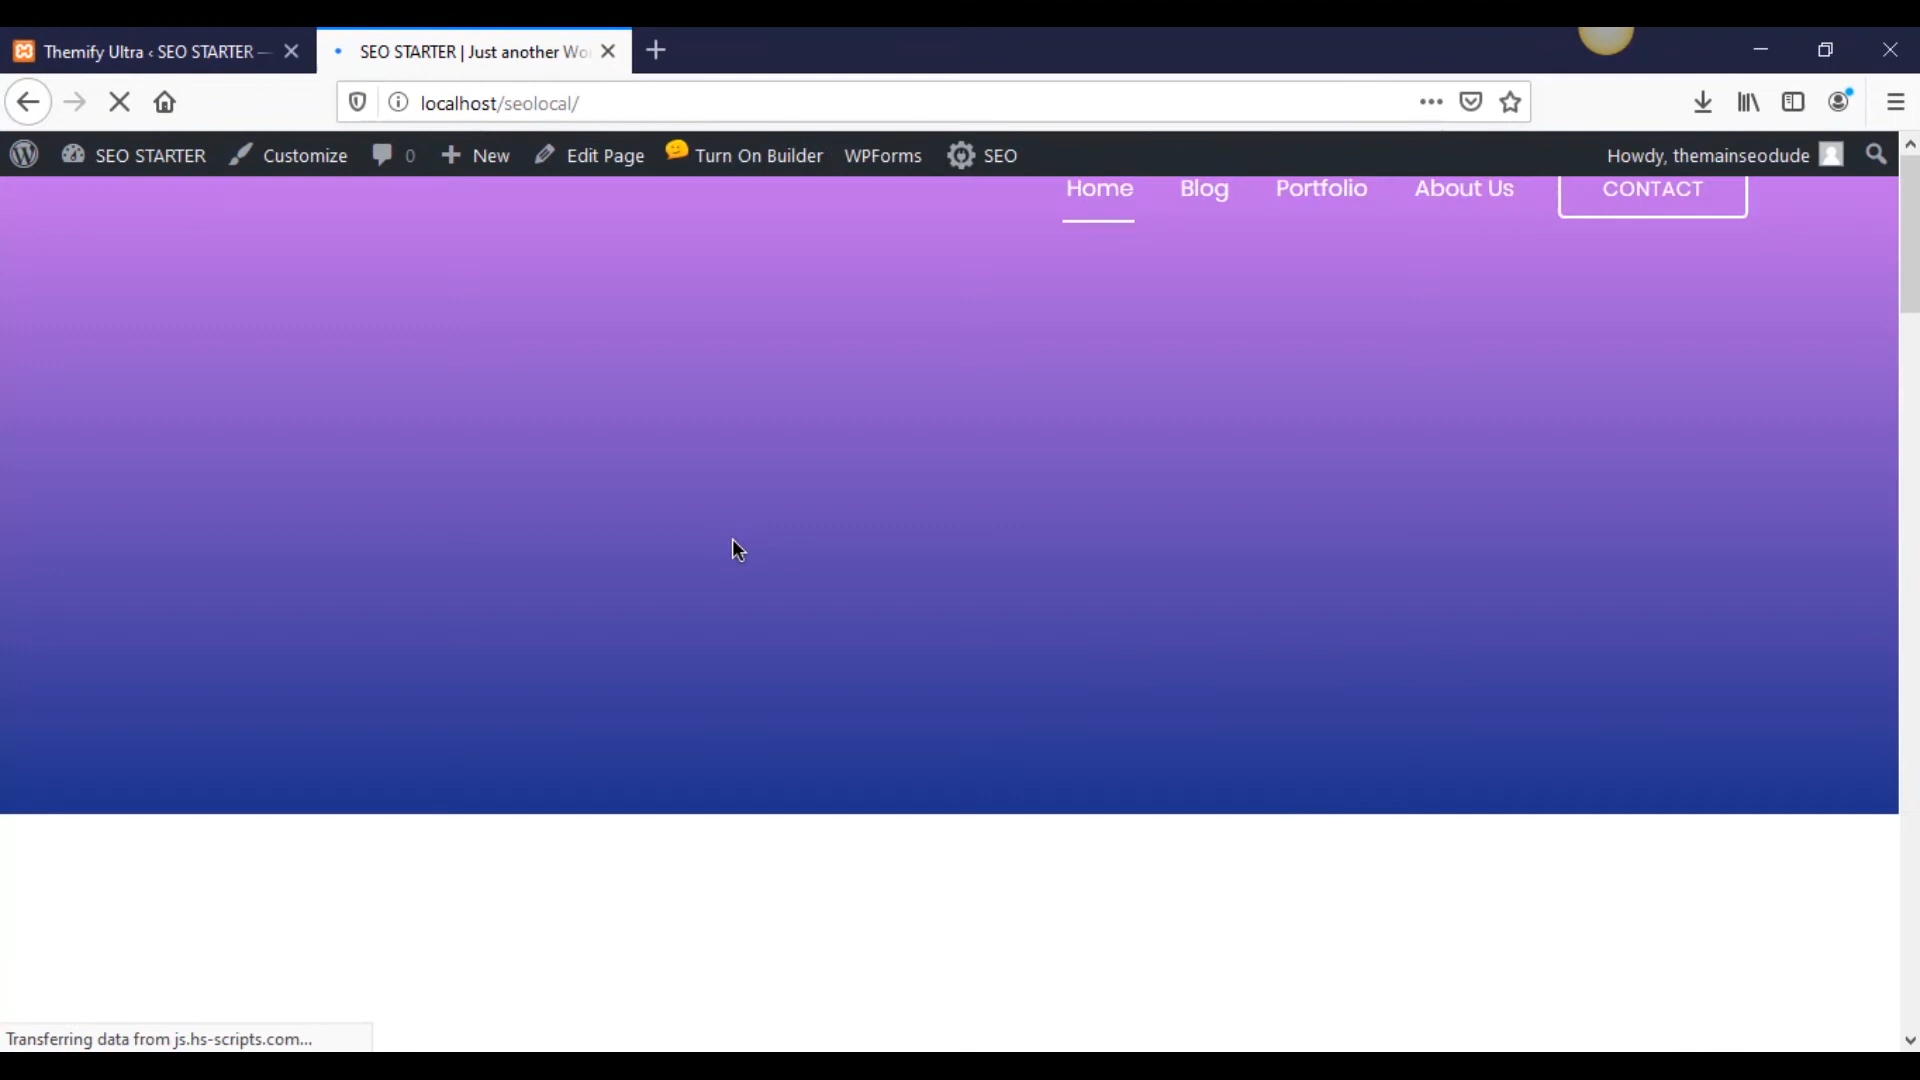 Themify Ultra ‹ SEO STARTER —
SEO STARTER | Just another Wo
localhost/seolocal/
SEO STARTER Customize 0 New Edit Page Turn On Builder WPForms SEO Howdy, themainseodude
Home Blog Portfolio About Us CONTACT
Transferring data from js.hs-scripts.com...